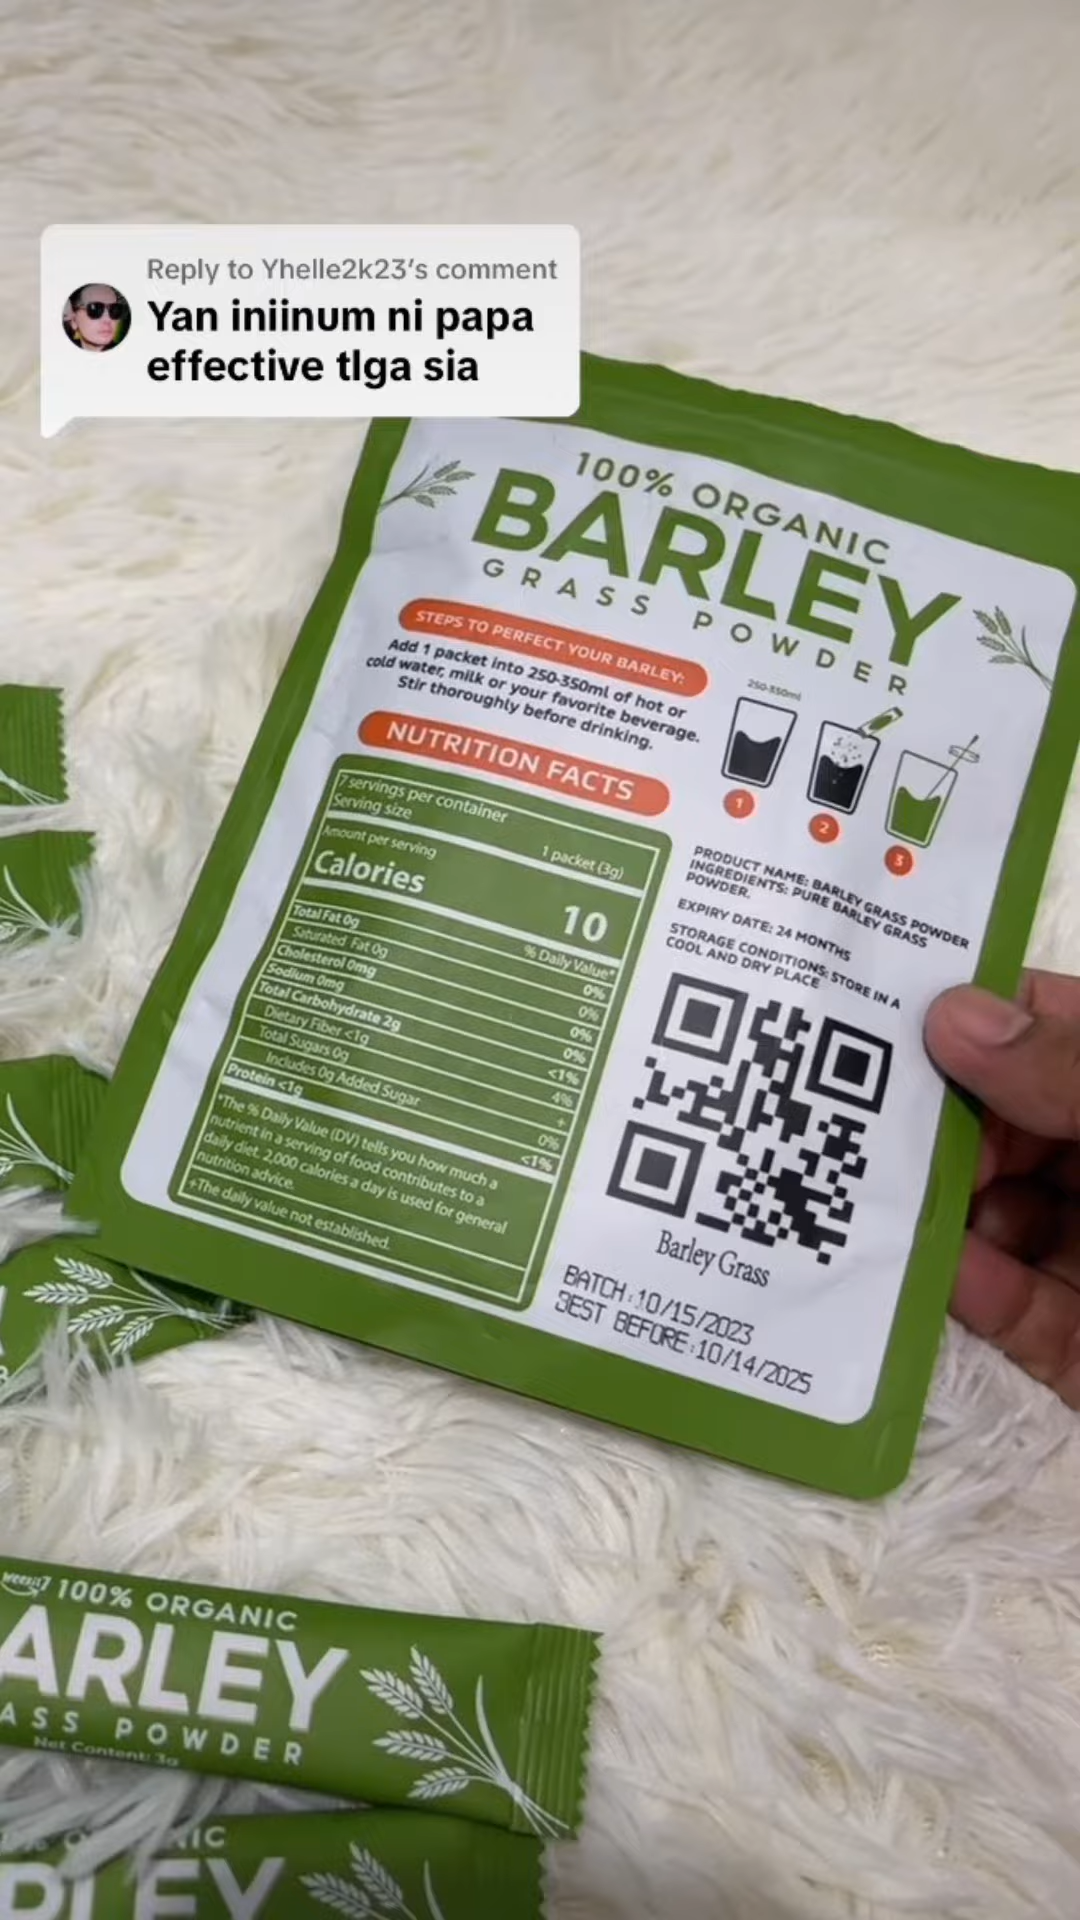 Reply to Yhelle2k23's comment
Yan iniinum ni papa
effective tlga sia
100% ORGANIC
BARLEY
GRASS POWDER
STEPS TO PERFECT YOUR BARLEY:
Add 1 packet into 250-350ml of hot or
cold water, milk or your favorite beverage.
Stir thoroughly before drinking.
250-350ml
1
2
3
NUTRITION FACTS
7 servings per container
Serving size 1 packet (3g)
Amount per serving
Calories 10
% Daily Value*
Total Fat 0g 0%
Saturated Fat 0g 0%
Cholesterol 0mg 0%
Sodium 0mg 0%
Total Carbohydrate 2g <1%
Dietary Fiber <1g 4%
Total Sugars 0g +
Includes 0g Added Sugar 0%
Protein <1g <1%
*The % Daily Value (DV) tells you how much a
nutrient in a serving of food contributes to a
daily diet. 2,000 calories a day is used for general
nutrition advice.
+The daily value not established.
PRODUCT NAME: BARLEY GRASS POWDER
INGREDIENTS: PURE BARLEY GRASS
POWDER.
EXPIRY DATE: 24 MONTHS
STORAGE CONDITIONS: STORE IN A
COOL AND DRY PLACE
Barley Grass
BATCH:10/15/2023
BEST BEFORE:10/14/2025
100% ORGANIC
ARLEY
ASS POWDER
Net Content: 3g